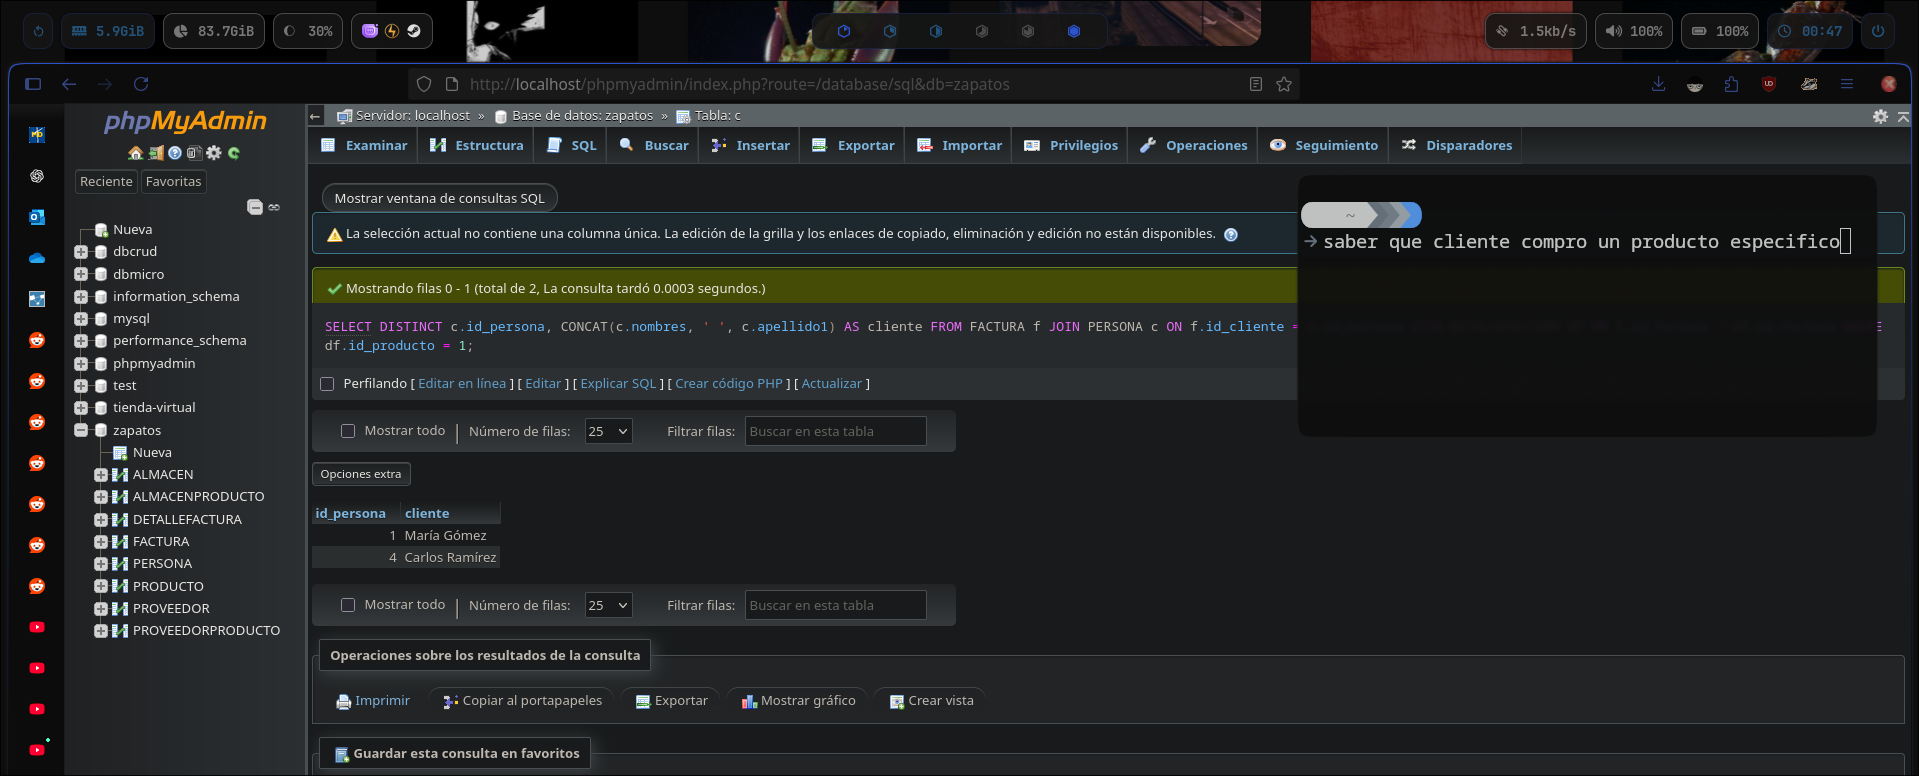 5.9GiB
83.7GiB
30%
1.5kb/s
100%
100%
00:47
http://localhost/phpmyadmin/index.php?route=/database/sql&db=zapatos
phpMyAdmin
Reciente
Favoritas
Nueva
dbcrud
dbmicro
information_schema
mysql
performance_schema
phpmyadmin
test
tienda-virtual
zapatos
Nueva
ALMACEN
ALMACENPRODUCTO
DETALLEFACTURA
FACTURA
PERSONA
PRODUCTO
PROVEEDOR
PROVEEDORPRODUCTO
Servidor: localhost » Base de datos: zapatos » Tabla: c
Examinar Estructura SQL Buscar Insertar Exportar Importar Privilegios Operaciones Seguimiento Disparadores
Mostrar ventana de consultas SQL
La selección actual no contiene una columna única. La edición de la grilla y los enlaces de copiado, eliminación y edición no están disponibles.
~
→ saber que cliente compro un producto especifico
Mostrando filas 0 - 1 (total de 2, La consulta tardó 0.0003 segundos.)
SELECT DISTINCT c.id_persona, CONCAT(c.nombres, ' ', c.apellido1) AS cliente FROM FACTURA f JOIN PERSONA c ON f.id_cliente =
df.id_producto = 1;
Perfilando [ Editar en línea ] [ Editar ] [ Explicar SQL ] [ Crear código PHP ] [ Actualizar ]
Mostrar todo | Número de filas: 25 Filtrar filas: Buscar en esta tabla
Opciones extra
id_persona cliente
1 María Gómez
4 Carlos Ramírez
Mostrar todo | Número de filas: 25 Filtrar filas: Buscar en esta tabla
Operaciones sobre los resultados de la consulta
Imprimir Copiar al portapapeles Exportar Mostrar gráfico Crear vista
Guardar esta consulta en favoritos